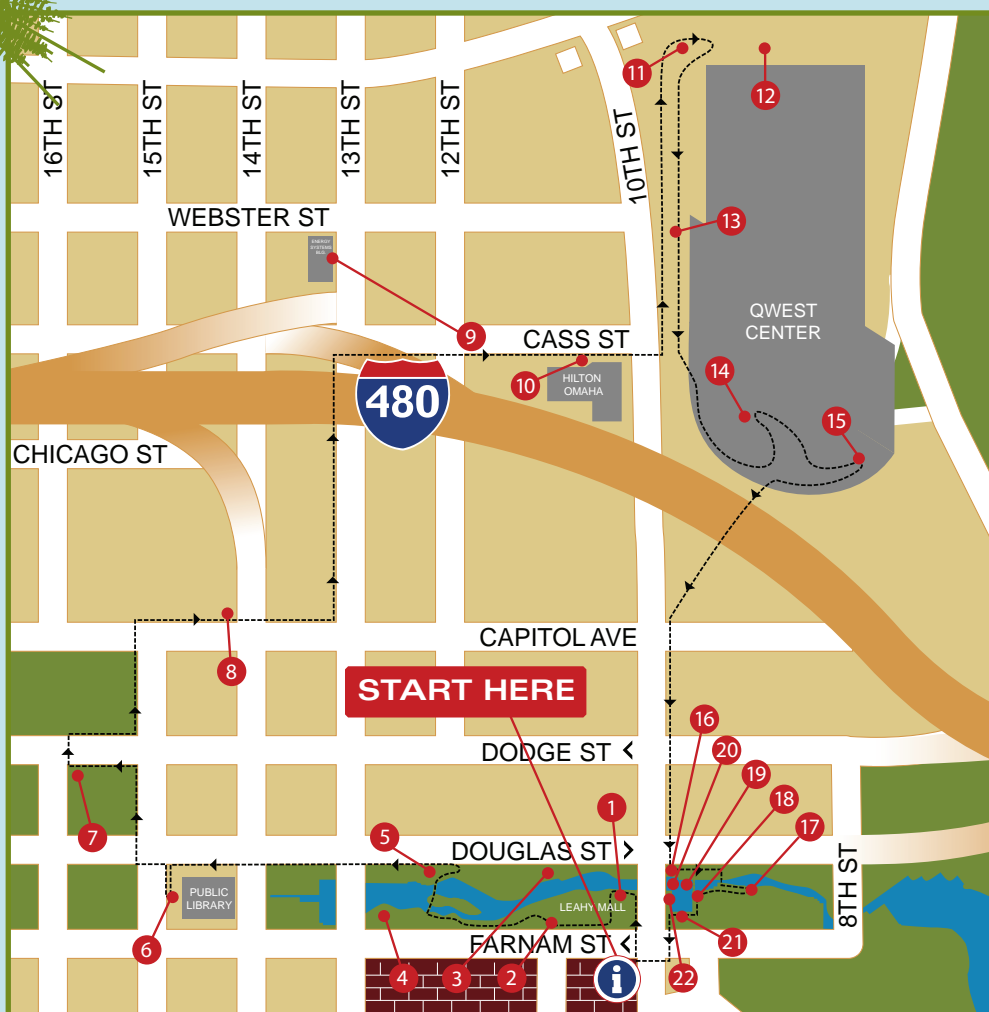 16TH ST
15TH ST
14TH ST
13TH ST
12TH ST
10TH ST
11
12
WEBSTER ST
13
ENERGY
SYSTEMS
BLD.
9
QWEST
CENTER
CASS ST
10
HILTON
OMAHA
480
14
15
CHICAGO ST
CAPITOL AVE
8
START HERE
16
DODGE ST <
20
19
18
17
1
7
5
DOUGLAS ST >
8TH ST
PUBLIC
LIBRARY
LEAHY MALL
6
FARNAM ST <
21
4
3
2
i
22